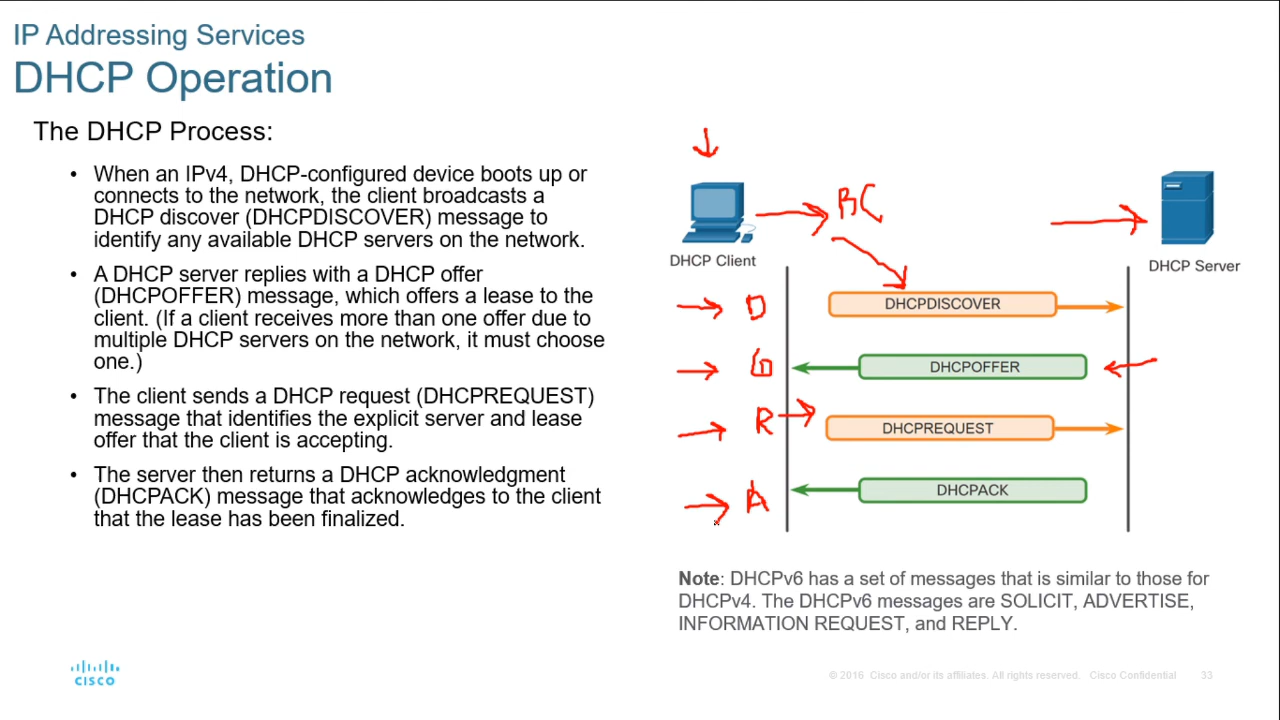 IP Addressing Services
DHCP Operation
The DHCP Process:
• When an IPv4, DHCP-configured device boots up or
connects to the network, the client broadcasts a
DHCP discover (DHCPDISCOVER) message to
identify any available DHCP servers on the network.
• A DHCP server replies with a DHCP offer
(DHCPOFFER) message, which offers a lease to the
client. (If a client receives more than one offer due to
multiple DHCP servers on the network, it must choose
one.)
• The client sends a DHCP request (DHCPREQUEST)
message that identifies the explicit server and lease
offer that the client is accepting.
• The server then returns a DHCP acknowledgment
(DHCPACK) message that acknowledges to the client
that the lease has been finalized.
BC
DHCP Client
DHCP Server
D
DHCPDISCOVER
DHCPOFFER
R
DHCPREQUEST
A
DHCPACK
Note: DHCPv6 has a set of messages that is similar to those for
DHCPv4. The DHCPv6 messages are SOLICIT, ADVERTISE,
INFORMATION REQUEST, and REPLY.
CISCO
© 2016 Cisco and/or its affiliates. All rights reserved. Cisco Confidential 33